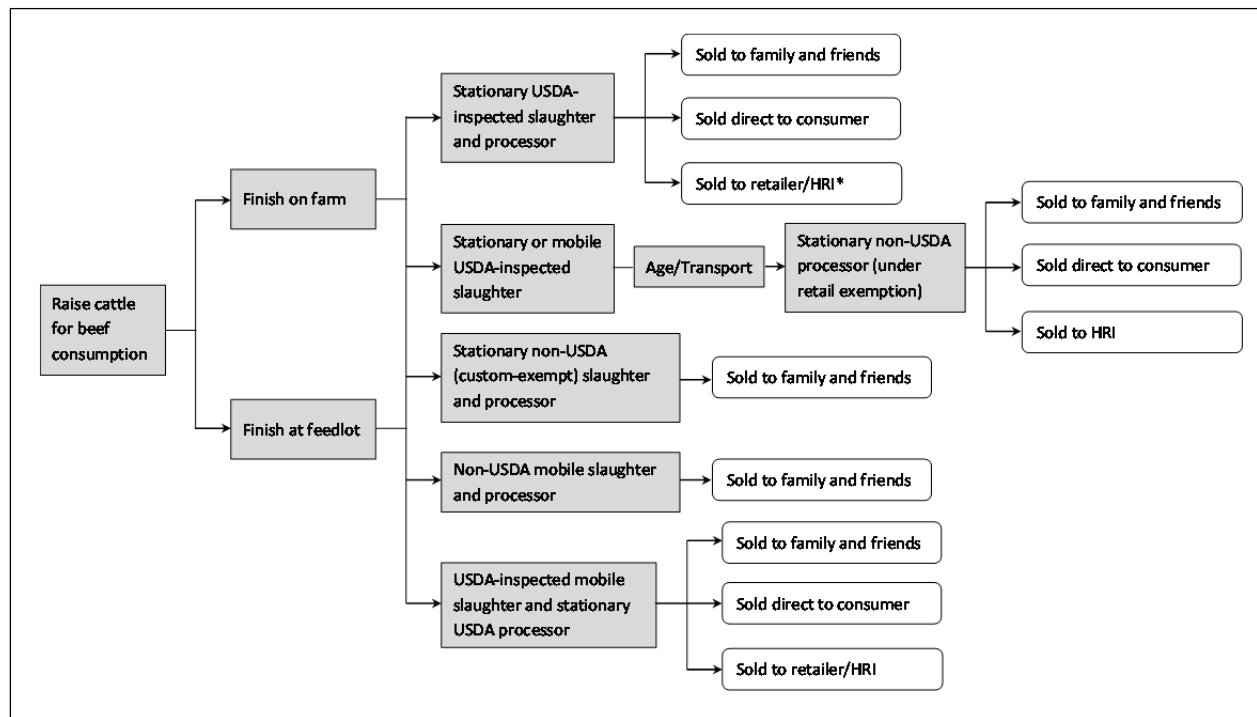 Raise cattle
for beef
consumption
Finish on farm
Finish at feedlot
Stationary USDA-
inspected slaughter
and processor
Sold to family and friends
Sold direct to consumer
Sold to retailer/HRI*
Stationary or mobile
USDA-inspected
slaughter
Age/Transport
Stationary non-USDA
processor (under
retail exemption)
Sold to family and friends
Sold direct to consumer
Sold to HRI
Stationary non-USDA
(custom-exempt) slaughter
and processor
Sold to family and friends
Non-USDA mobile slaughter
and processor
Sold to family and friends
USDA-inspected mobile
slaughter and stationary
USDA processor
Sold to family and friends
Sold direct to consumer
Sold to retailer/HRI